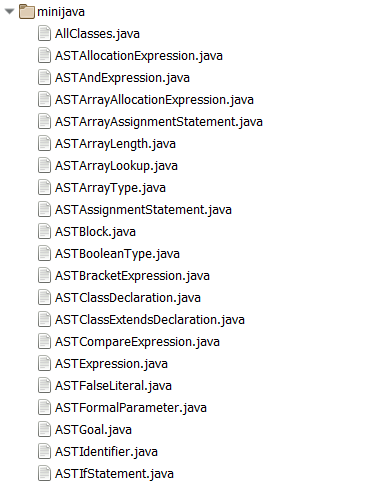 minijava
AllClasses.java
ASTAllocationExpression.java
ASTAndExpression.java
ASTArrayAllocationExpression.java
ASTArrayAssignmentStatement.java
ASTArrayLength.java
ASTArrayLookup.java
ASTArrayType.java
ASTAssignmentStatement.java
ASTBlock.java
ASTBooleanType.java
ASTBracketExpression.java
ASTClassDeclaration.java
ASTClassExtendsDeclaration.java
ASTCompareExpression.java
ASTExpression.java
ASTFalseLiteral.java
ASTFormalParameter.java
ASTGoal.java
ASTIdentifier.java
ASTIfStatement.java